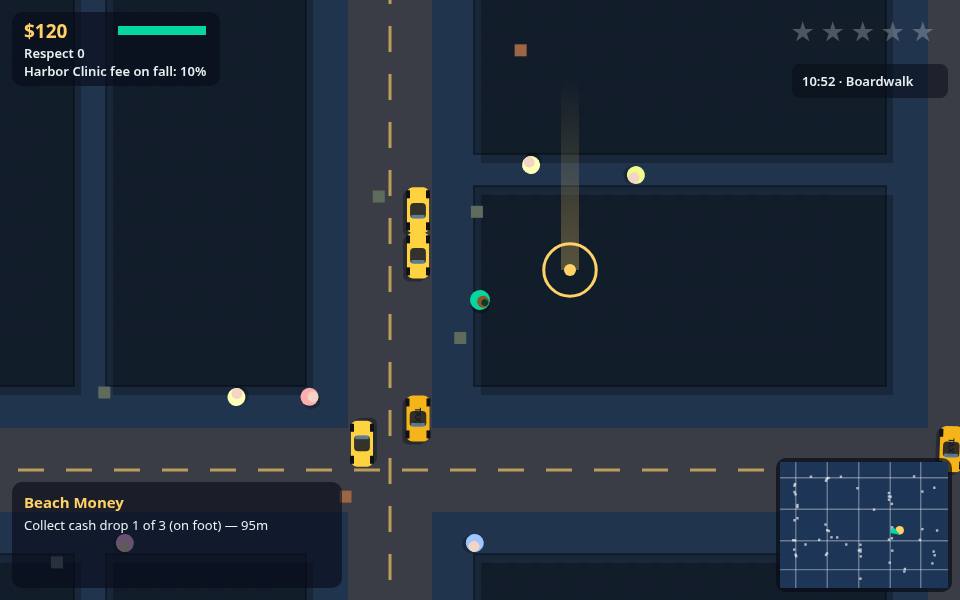 $120
Respect 0
Harbor Clinic fee on fall: 10%
10:52 · Boardwalk
Beach Money
Collect cash drop 1 of 3 (on foot) — 95m